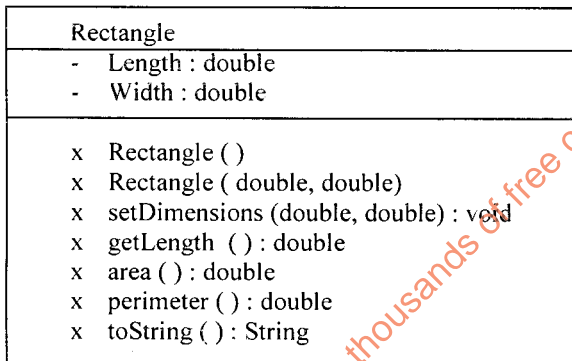 Rectangle
- Length : double
- Width : double
x Rectangle ( )
x Rectangle ( double, double)
x setDimensions (double, double) : void
x getLength ( ) : double
x area ( ) : double
x perimeter ( ) : double
x toString ( ) : String
thousands of free